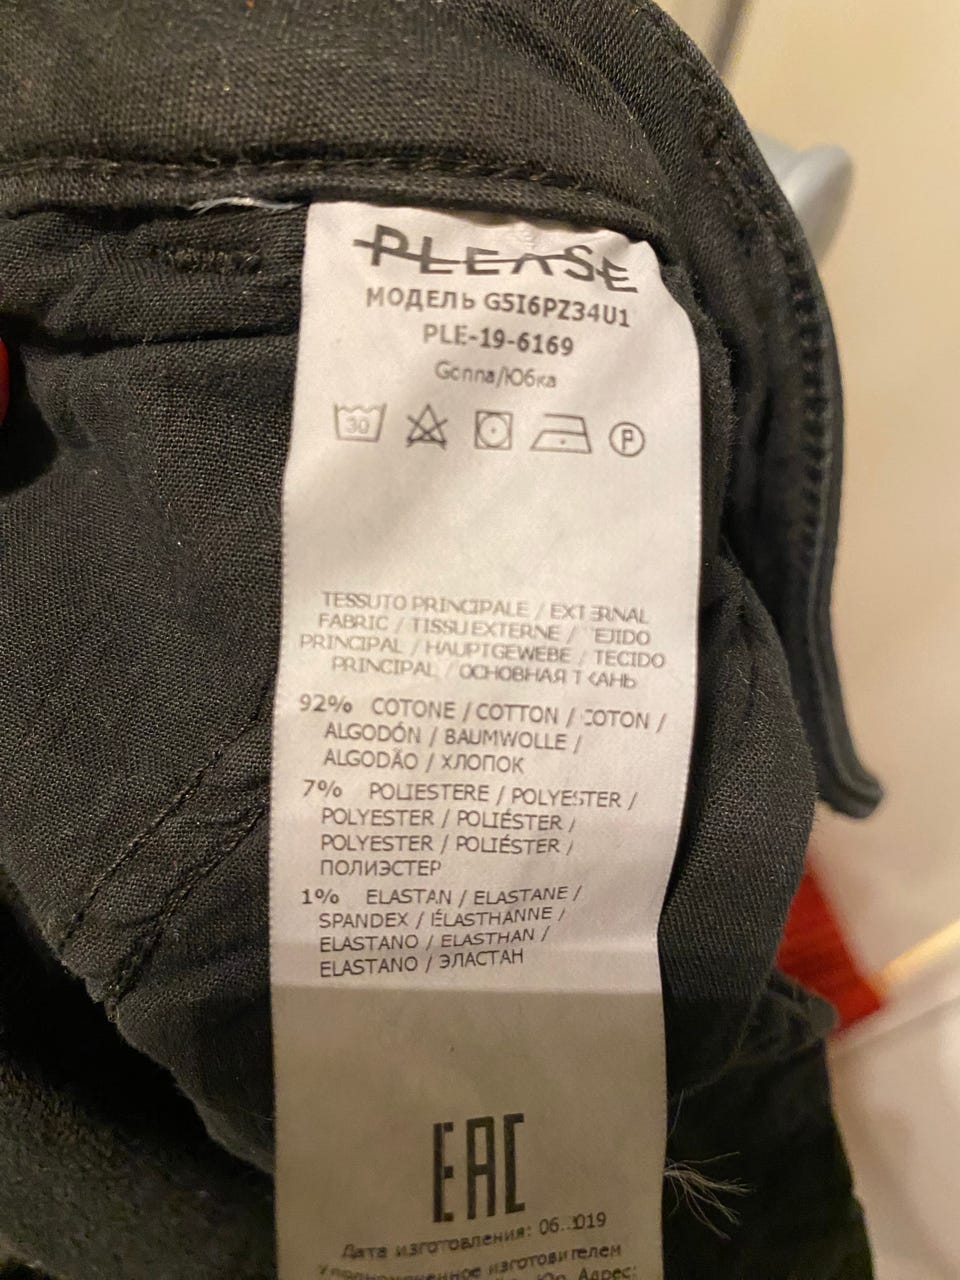 PLEASE
МОДЕЛЬ G5I6PZ34U1
PLE-19-6169
Gonna/Юбка
30
P
TESSUTO PRINCIPALE / EXTERNAL
FABRIC / TISSU EXTERNE / TEJIDO
PRINCIPAL / HAUPTGEWEBE / TECIDO
PRINCIPAL / ОСНОВНАЯ ТКАНЬ
92% COTONE / COTTON / COTON /
ALGODÓN / BAUMWOLLE /
ALGODÃO / ХЛОПОК
7% POLIESTERE / POLYESTER /
POLYESTER / POLIÉSTER /
POLYESTER / POLIÉSTER /
ПОЛИЭСТЕР
1% ELASTAN / ELASTANE /
SPANDEX / ÉLASTHANNE /
ELASTANO / ELASTHAN /
ELASTANO / ЭЛАСТАН
EAC
Дата изготовления:
изготовителем
Адрес: